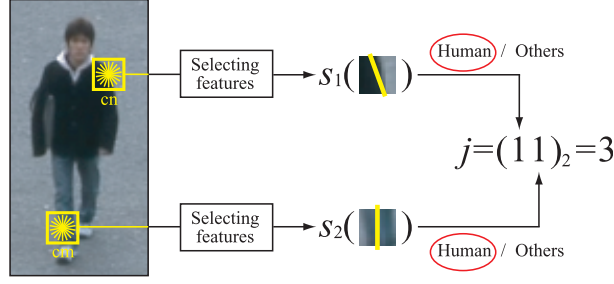 cn
Selecting
features
s₁( )
Human / Others
j=(11)₂=3
cm
Selecting
features
s₂( )
Human / Others